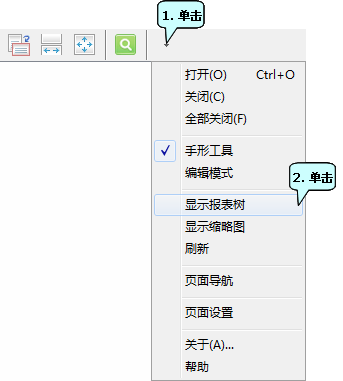 1. 单击
打开(O) Ctrl+O
关闭(C)
全部关闭(F)
手形工具
编辑模式
2. 单击
显示报表树
显示缩略图
刷新
页面导航
页面设置
关于(A)...
帮助